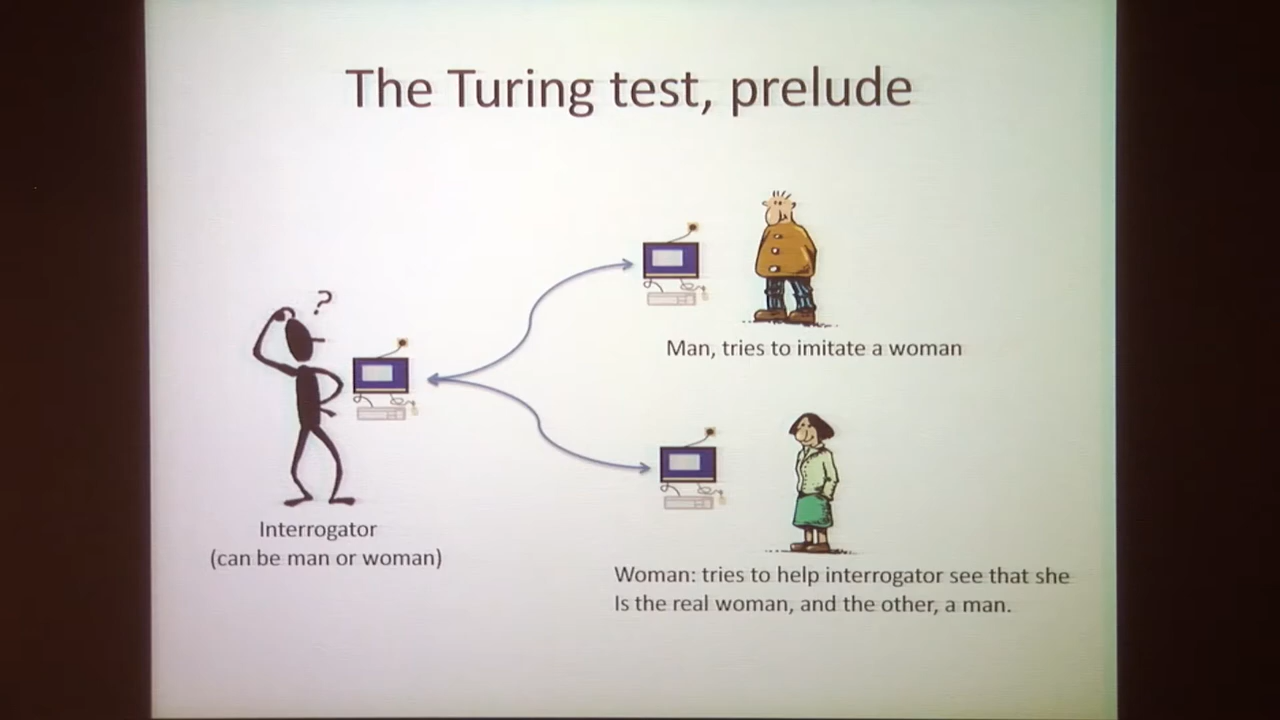 The Turing test, prelude
?
Man, tries to imitate a woman
Interrogator
(can be man or woman)
Woman: tries to help interrogator see that she
Is the real woman, and the other, a man.